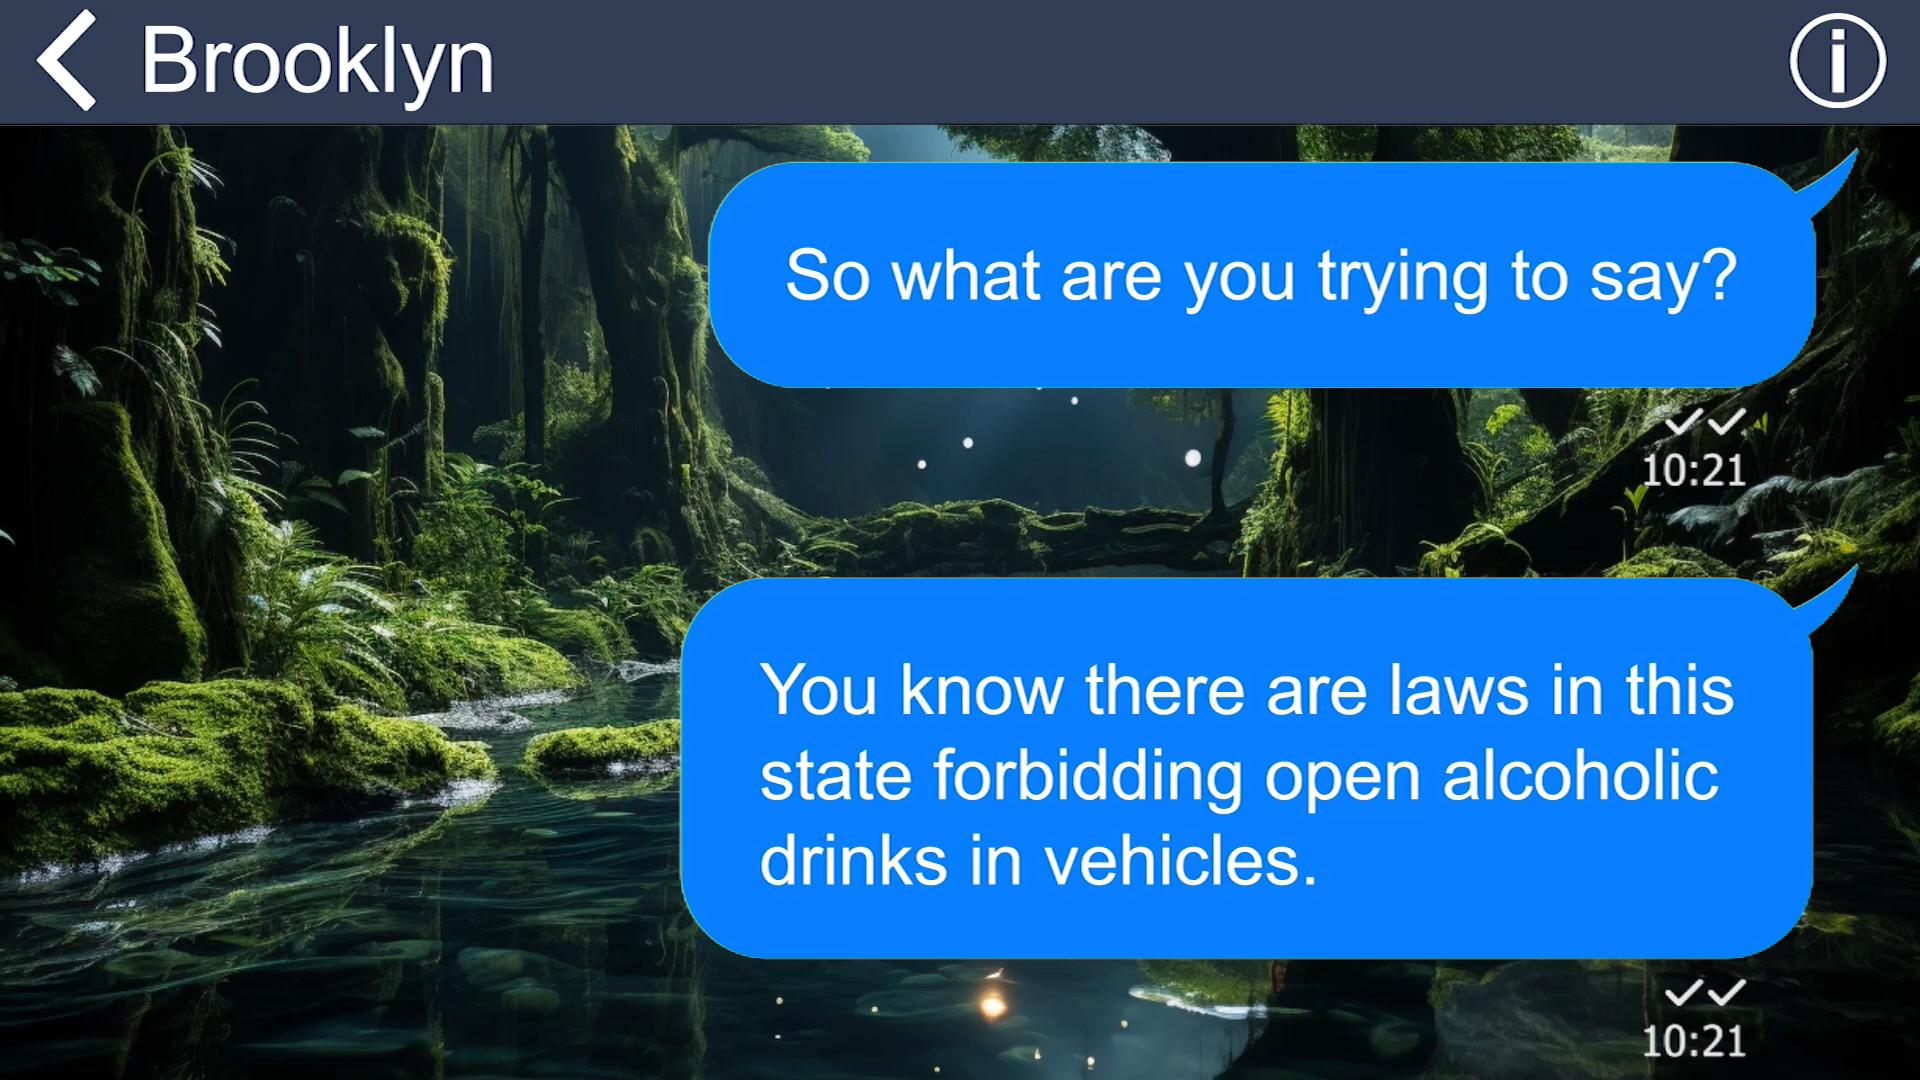 Brooklyn
So what are you trying to say?
10:21
You know there are laws in this
state forbidding open alcoholic
drinks in vehicles.
10:21